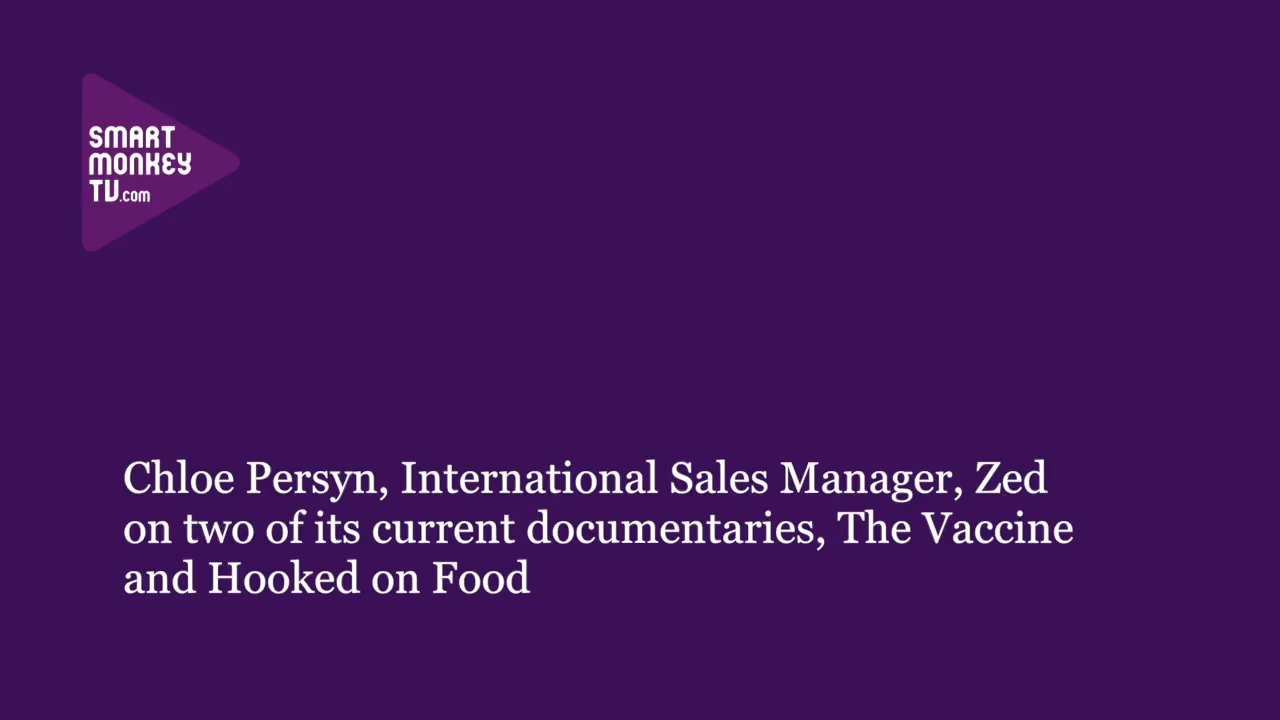 SMART
MONKEY
TV.com
Chloe Persyn, International Sales Manager, Zed
on two of its current documentaries, The Vaccine
and Hooked on Food